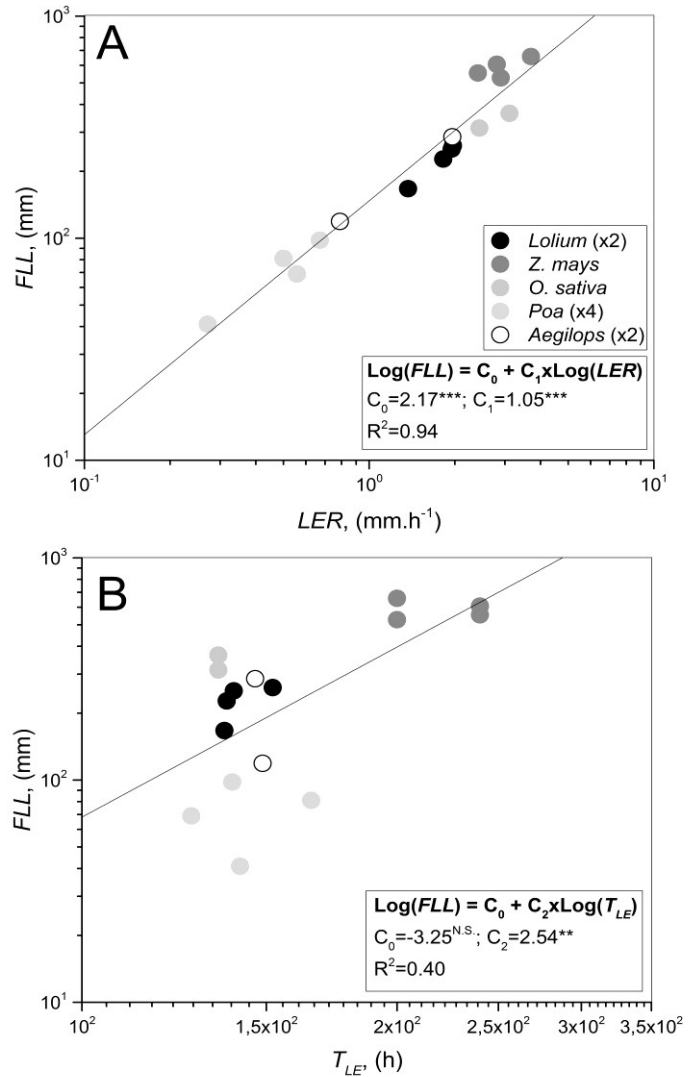 A
10³
10²
10¹
FLL, (mm)
Lolium (x2)
Z. mays
O. sativa
Poa (x4)
Aegilops (x2)
Log(FLL) = C₀ + C₁xLog(LER)
C₀=2.17***; C₁=1.05***
R²=0.94
10⁻¹ 10⁰ 10¹
LER, (mm.h⁻¹)
B
10³
10²
10¹
FLL, (mm)
Log(FLL) = C₀ + C₂xLog(T_LE)
C₀=-3.25ᴺ·ˢ·; C₂=2.54**
R²=0.40
10² 1,5x10² 2x10² 2,5x10² 3x10² 3,5x10²
T_LE, (h)